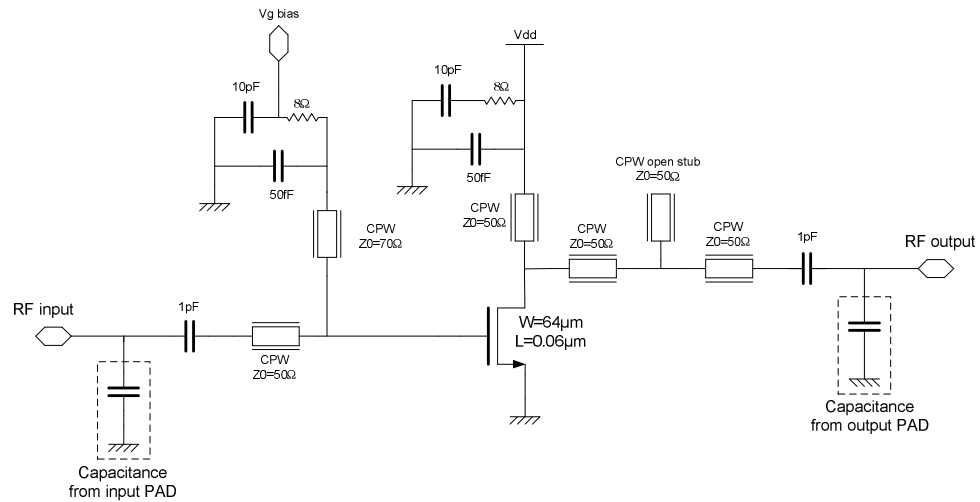 Vg bias
10pF
8Ω
50fF
CPW
Z0=70Ω
Vdd
10pF
8Ω
50fF
CPW
Z0=50Ω
CPW open stub
Z0=50Ω
CPW
Z0=50Ω
CPW
Z0=50Ω
1pF
RF output
RF input
1pF
CPW
Z0=50Ω
W=64µm
L=0.06µm
Capacitance
from output PAD
Capacitance
from input PAD